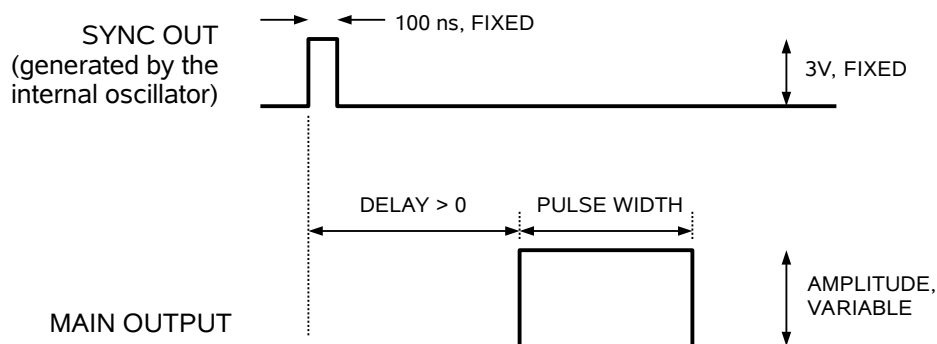 100 ns, FIXED
SYNC OUT
(generated by the
internal oscillator)
3V, FIXED
DELAY > 0
PULSE WIDTH
AMPLITUDE,
VARIABLE
MAIN OUTPUT